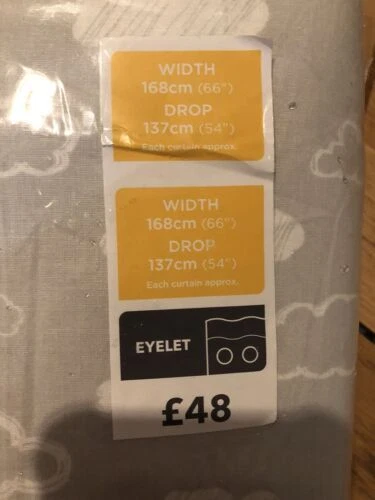 WIDTH
168cm (66")
DROP
137cm (54")
Each curtain approx.
WIDTH
168cm (66")
DROP
137cm (54")
Each curtain approx.
EYELET
£48